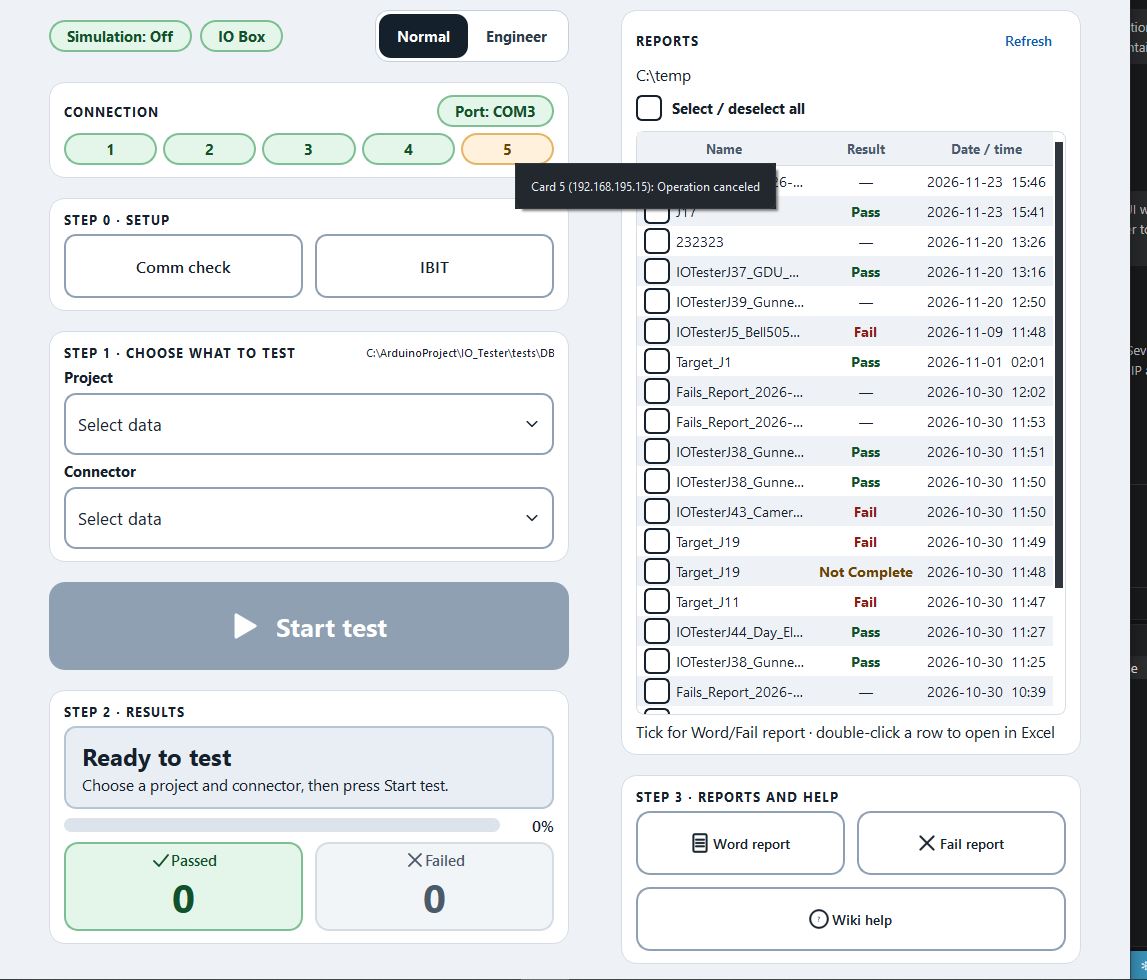 Simulation: Off
IO Box
Normal
Engineer
CONNECTION
Port: COM3
1
2
3
4
5
Card 5 (192.168.195.15): Operation canceled
STEP 0 · SETUP
Comm check
IBIT
STEP 1 · CHOOSE WHAT TO TEST
C:\ArduinoProject\IO_Tester\tests\DB
Project
Select data
Connector
Select data
Start test
STEP 2 · RESULTS
Ready to test
Choose a project and connector, then press Start test.
0%
Passed
0
Failed
0
REPORTS
Refresh
C:\temp
Select / deselect all
Name Result Date / time
26-... — 2026-11-23 15:46
J17 Pass 2026-11-23 15:41
232323 — 2026-11-20 13:26
IOTesterJ37_GDU_... Pass 2026-11-20 13:16
IOTesterJ39_Gunne... — 2026-11-20 12:50
IOTesterJ5_Bell505... Fail 2026-11-09 11:48
Target_J1 Pass 2026-11-01 02:01
Fails_Report_2026-... — 2026-10-30 12:02
Fails_Report_2026-... — 2026-10-30 11:53
IOTesterJ38_Gunne... Pass 2026-10-30 11:51
IOTesterJ38_Gunne... Pass 2026-10-30 11:50
IOTesterJ43_Camer... Fail 2026-10-30 11:50
Target_J19 Fail 2026-10-30 11:49
Target_J19 Not Complete 2026-10-30 11:48
Target_J11 Fail 2026-10-30 11:47
IOTesterJ44_Day_El... Pass 2026-10-30 11:27
IOTesterJ38_Gunne... Pass 2026-10-30 11:25
Fails_Report_2026-... — 2026-10-30 10:39
Tick for Word/Fail report · double-click a row to open in Excel
STEP 3 · REPORTS AND HELP
Word report
Fail report
? Wiki help